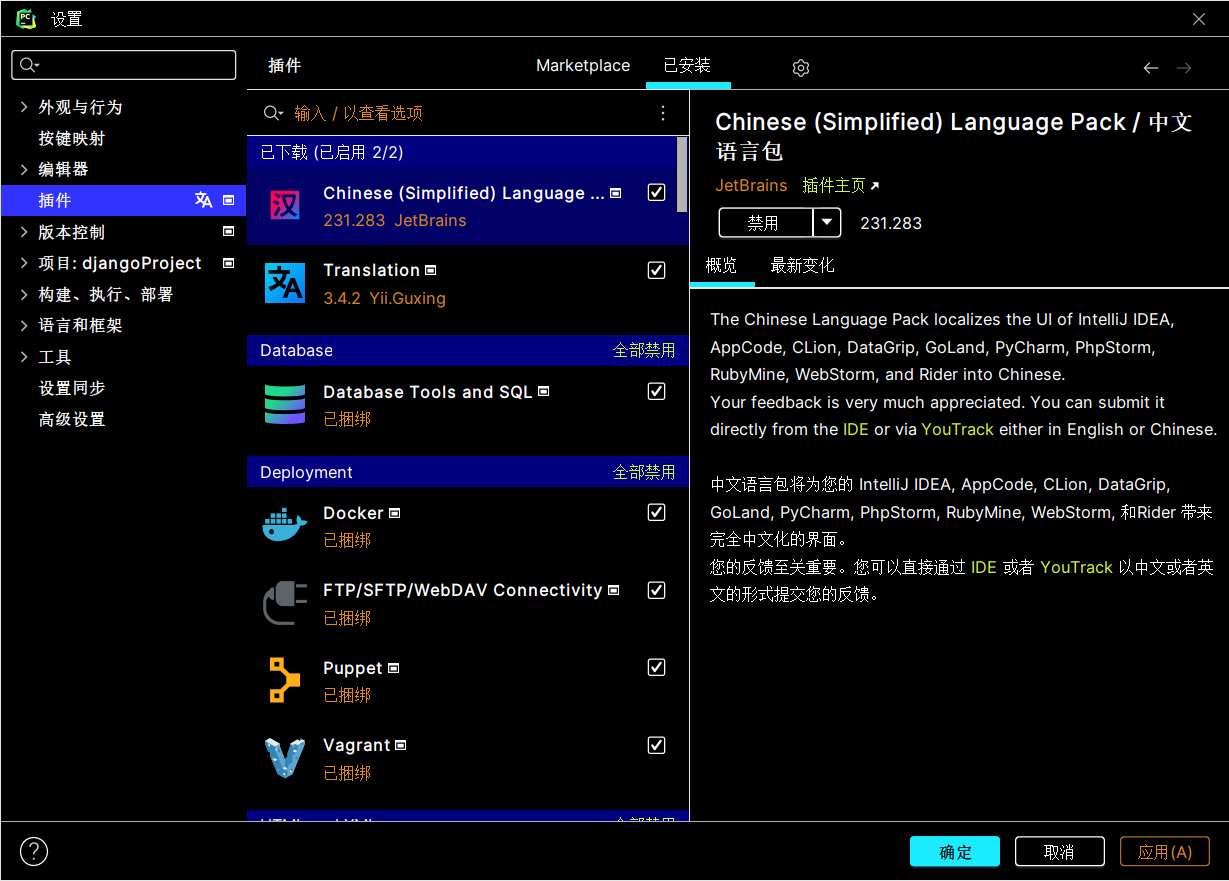 设置
插件
Marketplace
已安装
外观与行为
按键映射
编辑器
插件
版本控制
项目: djangoProject
构建、执行、部署
语言和框架
工具
设置同步
高级设置
输入 / 以查看选项
已下载 (已启用 2/2)
汉
Chinese (Simplified) Language ...
231.283 JetBrains
Translation
3.4.2 Yii.Guxing
Database 全部禁用
Database Tools and SQL
已捆绑
Deployment 全部禁用
Docker
已捆绑
FTP/SFTP/WebDAV Connectivity
已捆绑
Puppet
已捆绑
Vagrant
已捆绑
Chinese (Simplified) Language Pack / 中文
语言包
JetBrains 插件主页
禁用 231.283
概览 最新变化
The Chinese Language Pack localizes the UI of IntelliJ IDEA,
AppCode, CLion, DataGrip, GoLand, PyCharm, PhpStorm,
RubyMine, WebStorm, and Rider into Chinese.
Your feedback is very much appreciated. You can submit it
directly from the IDE or via YouTrack either in English or Chinese.
中文语言包将为您的 IntelliJ IDEA, AppCode, CLion, DataGrip,
GoLand, PyCharm, PhpStorm, RubyMine, WebStorm, 和Rider 带来
完全中文化的界面。
您的反馈至关重要。您可以直接通过 IDE 或者 YouTrack 以中文或者英
文的形式提交您的反馈。
?
确定
取消
应用(A)